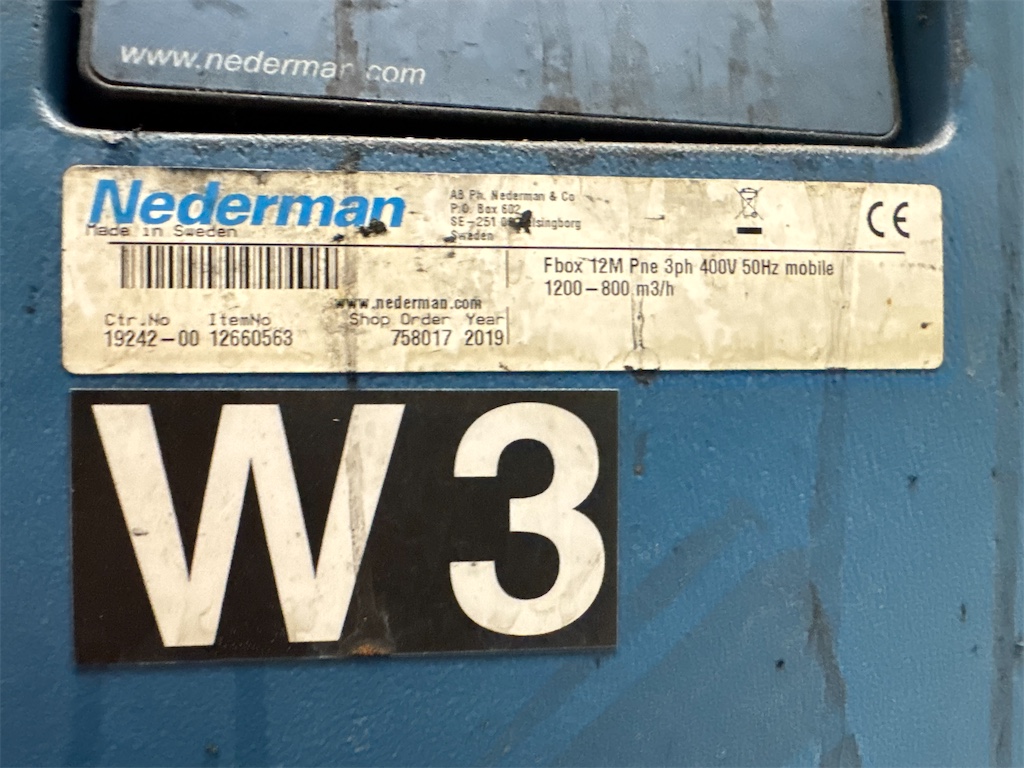 www.nederman.com
Nederman
Made in Sweden
AB Ph. Nederman & Co
P.O. Box 602
SE-251
Sweden
CE
Fbox 12M Pne 3ph 400V 50Hz mobile
1200-800 m3/h
www.nederman.com
Ctr.No ItemNo Shop Order Year
19242-00 12660563 758017 2019
W3